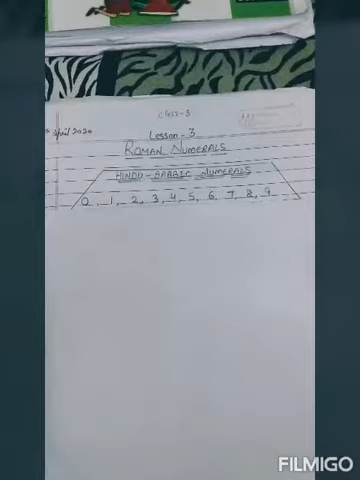 Class-3
April 2020
Lesson - 3
ROMAN NUMERALS
HINDU - ARABIC NUMERALS
0, 1, 2, 3, 4, 5, 6, 7, 8, 9
FILMIGO